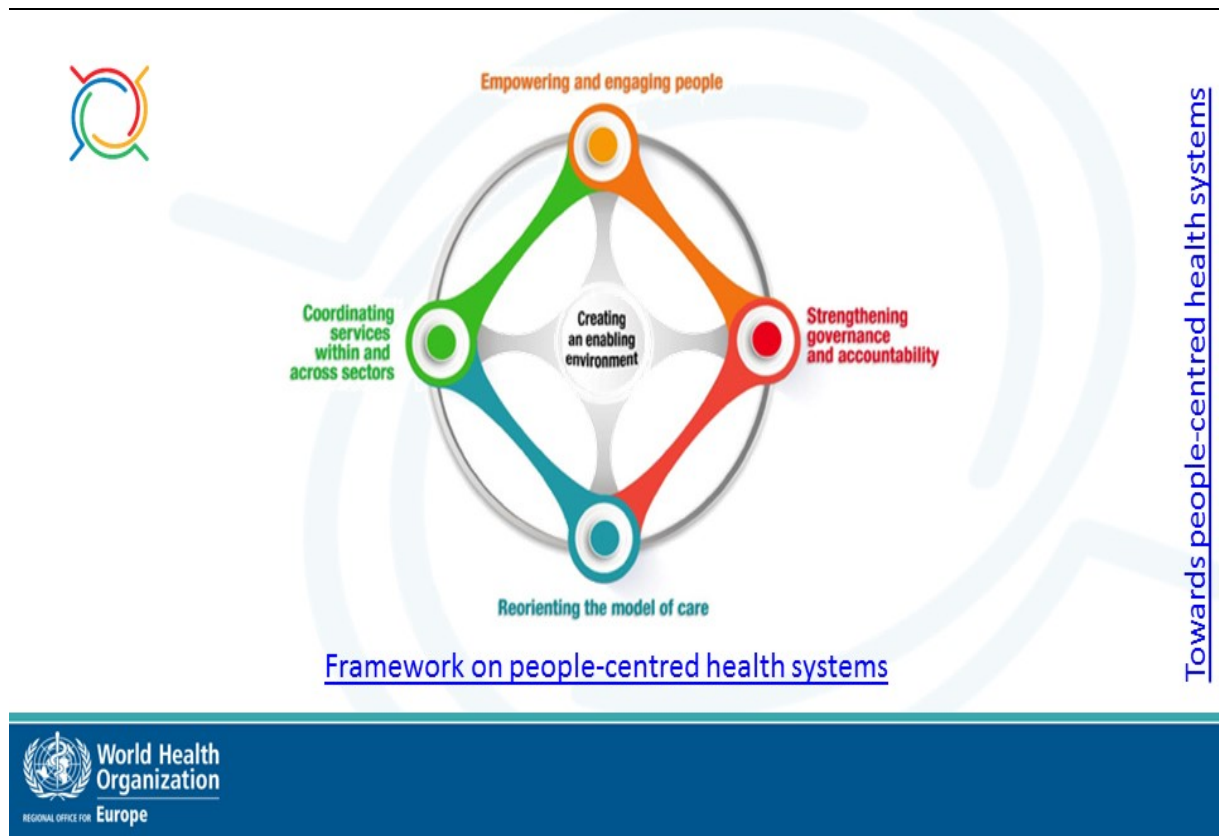 Empowering and engaging people
Coordinating
services
within and
across sectors
Creating
an enabling
environment
Strengthening
governance
and accountability
Reorienting the model of care
Framework on people-centred health systems
Towards people-centred health systems
World Health
Organization
REGIONAL OFFICE FOR Europe